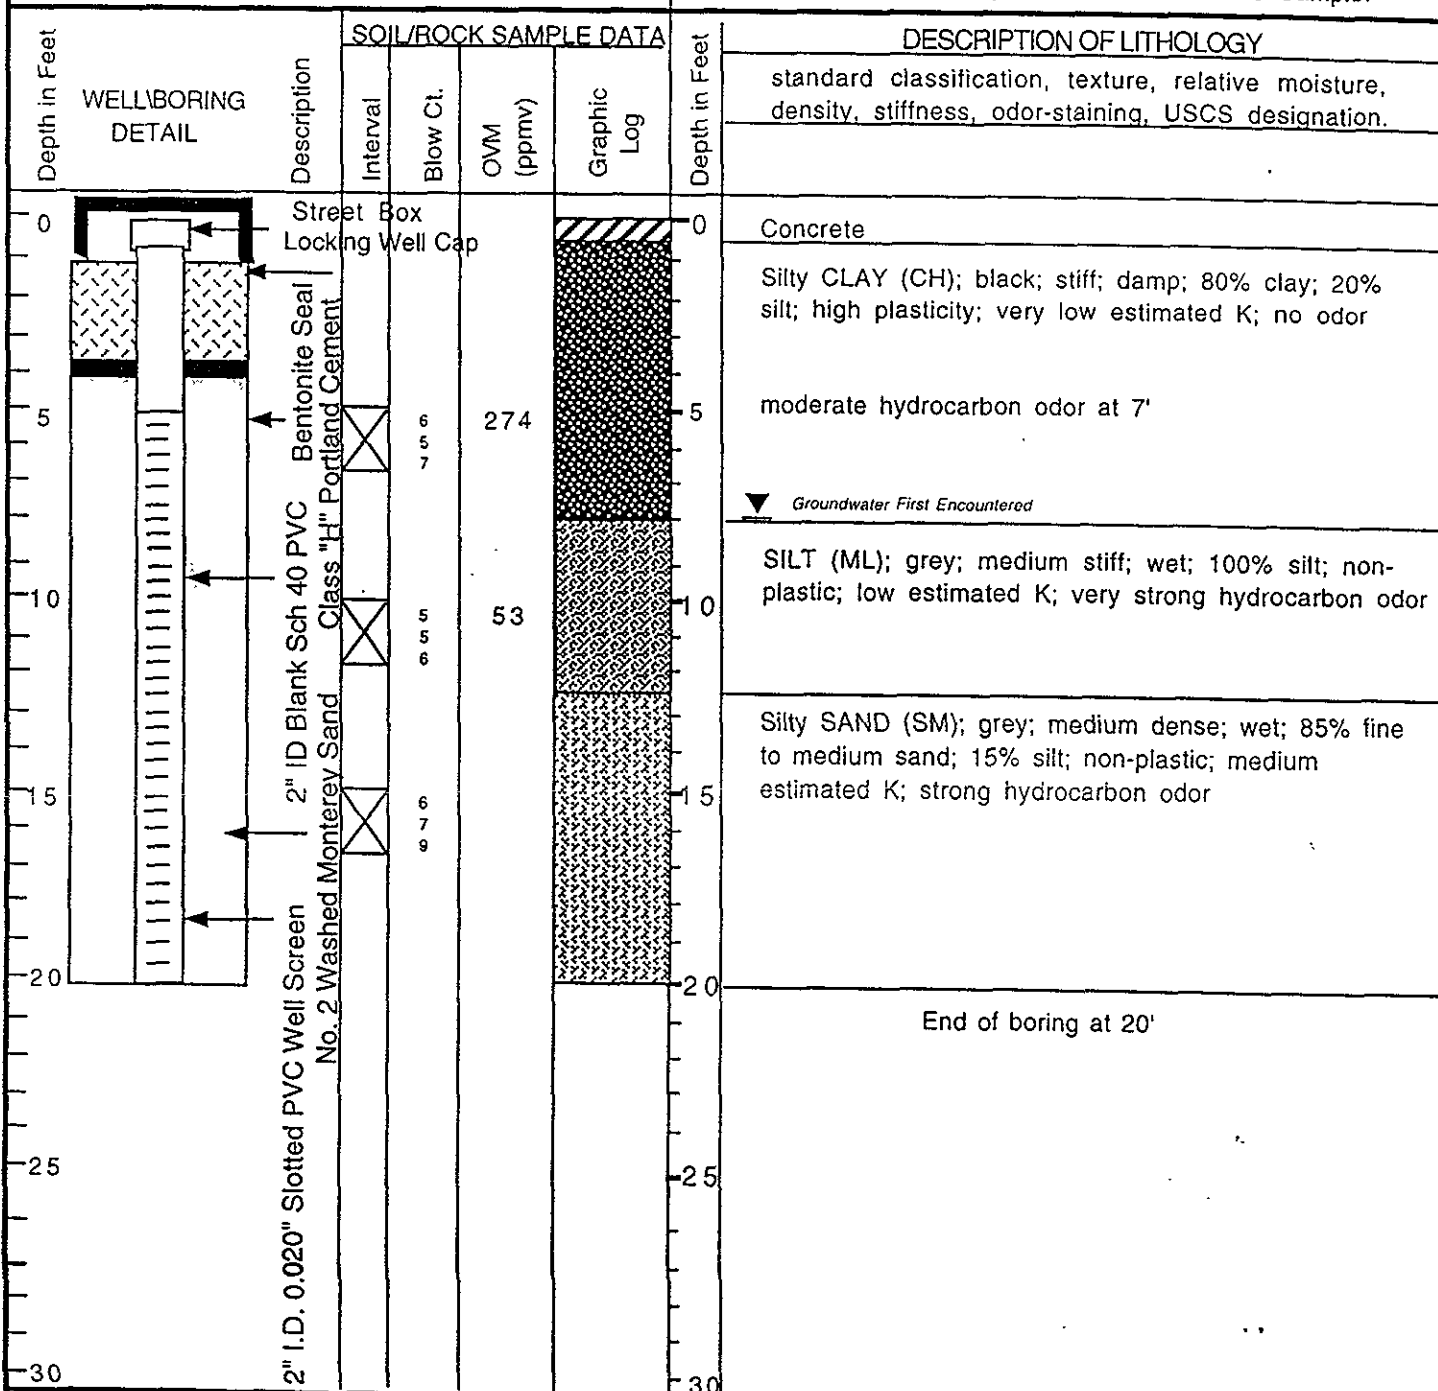 SOIL/ROCK SAMPLE DATA
DESCRIPTION OF LITHOLOGY
Depth in Feet
WELL\BORING
DETAIL
Description
Interval
Blow Ct.
OVM
(ppmv)
Graphic
Log
Depth in Feet
standard classification, texture, relative moisture,
density, stiffness, odor-staining, USCS designation.
0
Street Box
Locking Well Cap
0
Concrete
Silty CLAY (CH); black; stiff; damp; 80% clay; 20%
silt; high plasticity; very low estimated K; no odor
Bentonite Seal
Class "H" Portland Cement
5
6
5
7
274
5
moderate hydrocarbon odor at 7'
Groundwater First Encountered
2" ID Blank Sch 40 PVC
SILT (ML); grey; medium stiff; wet; 100% silt; non-
plastic; low estimated K; very strong hydrocarbon odor
10
5
5
6
53
10
No. 2 Washed Monterey Sand
Silty SAND (SM); grey; medium dense; wet; 85% fine
to medium sand; 15% silt; non-plastic; medium
estimated K; strong hydrocarbon odor
15
6
7
9
15
2" I.D. 0.020" Slotted PVC Well Screen
20
20
End of boring at 20'
25
25
30
30